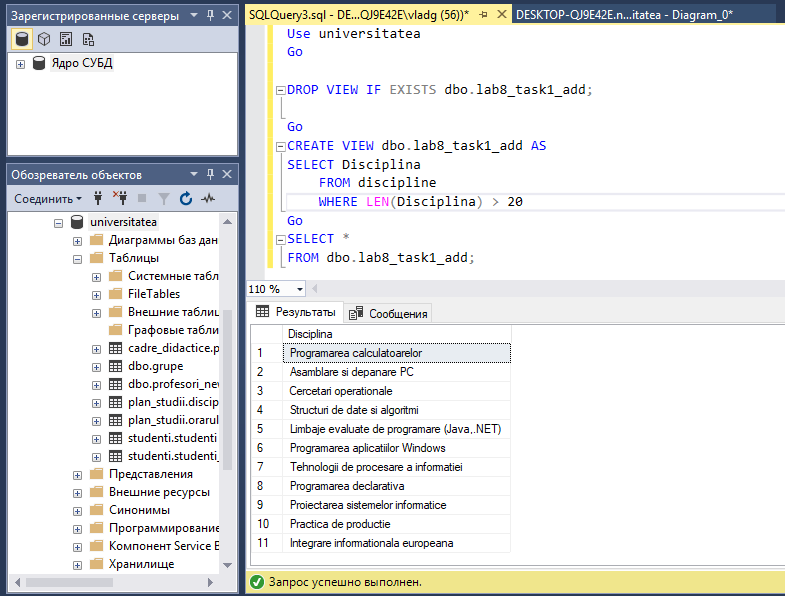 Зарегистрированные серверы
Ядро СУБД
Обозреватель объектов
Соединить
universitatea
Диаграммы баз дан
Таблицы
Системные табл
FileTables
Внешние таблиц
Графовые табли
cadre_didactice.p
dbo.grupe
dbo.profesori_ne
plan_studii.discip
plan_studii.orarul
studenti.studenti
studenti.studenti_
Представления
Внешние ресурсы
Синонимы
Программирование
Компонент Service B
Хранилище
SQLQuery3.sql - DE...QJ9E42E\vladg (56))*
DESKTOP-QJ9E42E.n...itatea - Diagram_0*
Use universitatea
Go
DROP VIEW IF EXISTS dbo.lab8_task1_add;
Go
CREATE VIEW dbo.lab8_task1_add AS
SELECT Disciplina
FROM discipline
WHERE LEN(Disciplina) > 20
Go
SELECT *
FROM dbo.lab8_task1_add;
110 %
Результаты
Сообщения
Disciplina
1 Programarea calculatoarelor
2 Asamblare si depanare PC
3 Cercetari operationale
4 Structuri de date si algoritmi
5 Limbaje evaluate de programare (Java,.NET)
6 Programarea aplicatiilor Windows
7 Tehnologii de procesare a informatiei
8 Programarea declarativa
9 Proiectarea sistemelor informatice
10 Practica de productie
11 Integrare informationala europeana
Запрос успешно выполнен.